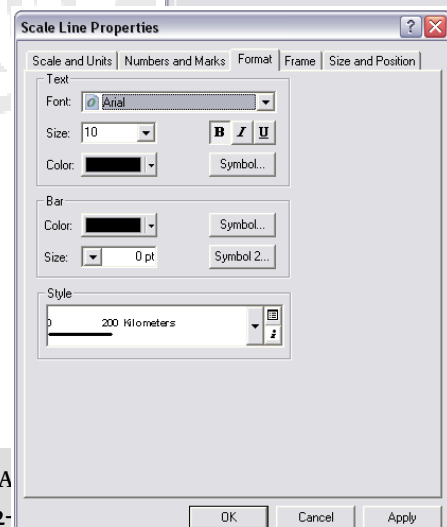 Scale Line Properties
Scale and Units Numbers and Marks Format Frame Size and Position
Text
Font: Arial
Size: 10 B I U
Color: Symbol...
Bar
Color: Symbol...
Size: 0 pt Symbol 2...
Style
0 200 Kilometers
A
2-
OK Cancel Apply